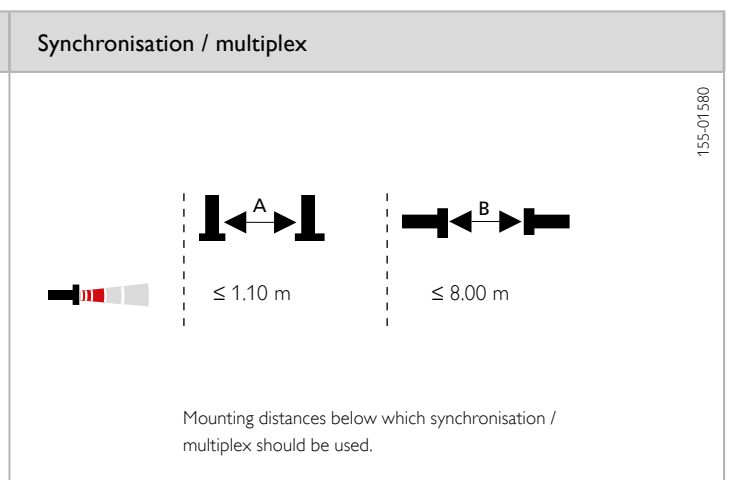 Synchronisation / multiplex
155-01580
A
B
≤ 1.10 m
≤ 8.00 m
Mounting distances below which synchronisation /
multiplex should be used.